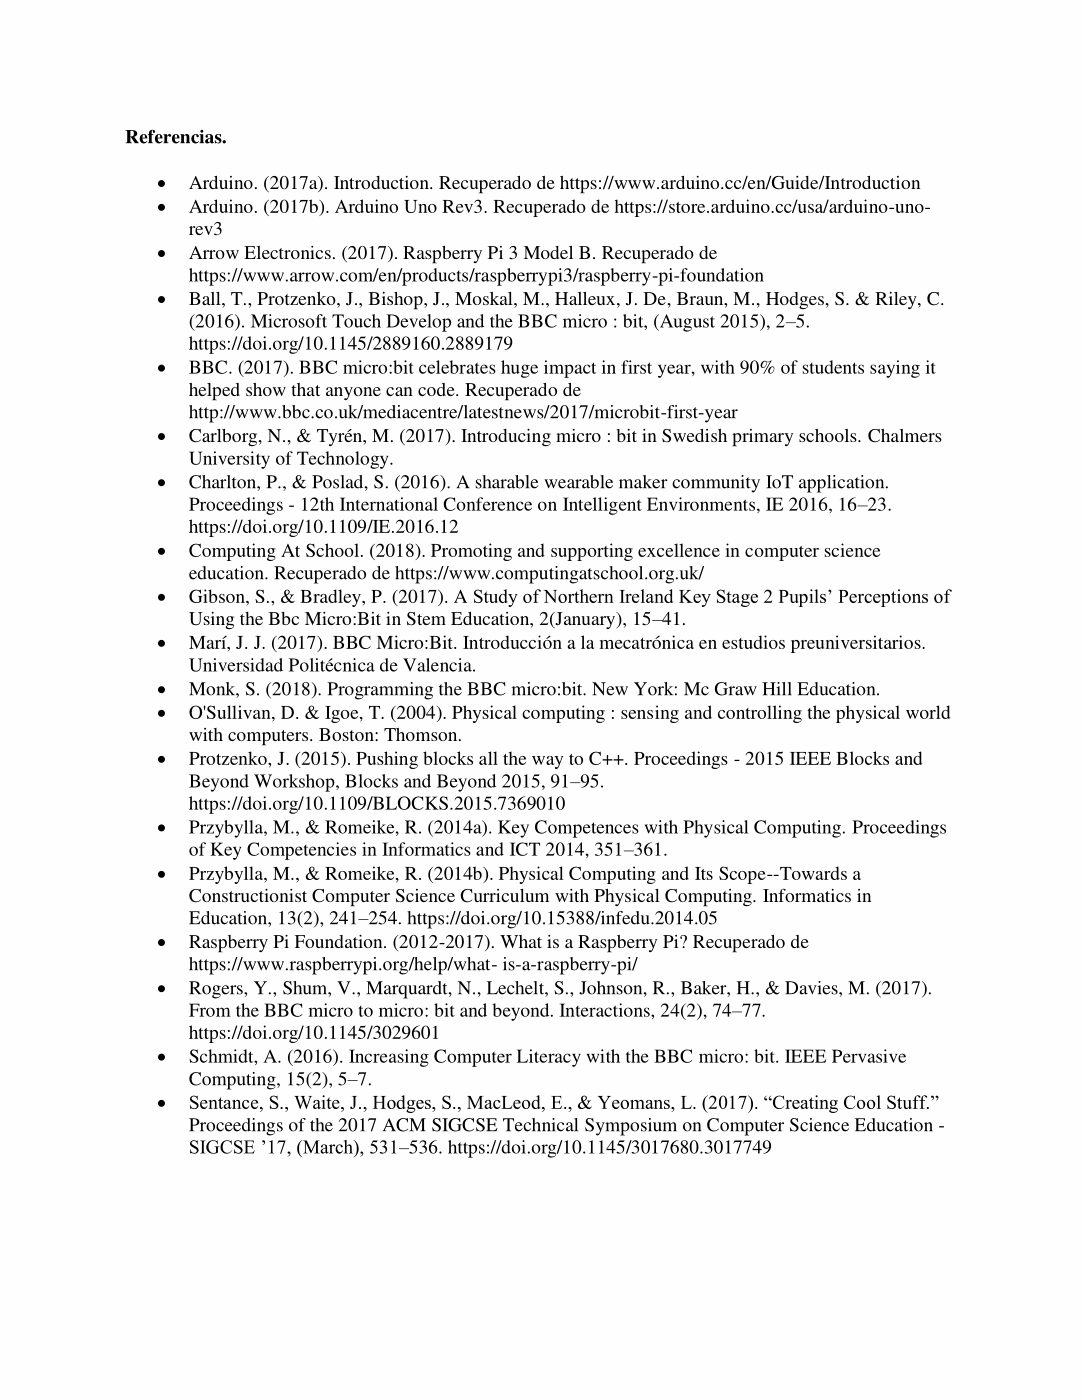 Referencias.
• Arduino. (2017a). Introduction. Recuperado de https://www.arduino.cc/en/Guide/Introduction
• Arduino. (2017b). Arduino Uno Rev3. Recuperado de https://store.arduino.cc/usa/arduino-uno-
rev3
• Arrow Electronics. (2017). Raspberry Pi 3 Model B. Recuperado de
https://www.arrow.com/en/products/raspberrypi3/raspberry-pi-foundation
• Ball, T., Protzenko, J., Bishop, J., Moskal, M., Halleux, J. De, Braun, M., Hodges, S. & Riley, C.
(2016). Microsoft Touch Develop and the BBC micro : bit, (August 2015), 2–5.
https://doi.org/10.1145/2889160.2889179
• BBC. (2017). BBC micro:bit celebrates huge impact in first year, with 90% of students saying it
helped show that anyone can code. Recuperado de
http://www.bbc.co.uk/mediacentre/latestnews/2017/microbit-first-year
• Carlborg, N., & Tyrén, M. (2017). Introducing micro : bit in Swedish primary schools. Chalmers
University of Technology.
• Charlton, P., & Poslad, S. (2016). A sharable wearable maker community IoT application.
Proceedings - 12th International Conference on Intelligent Environments, IE 2016, 16–23.
https://doi.org/10.1109/IE.2016.12
• Computing At School. (2018). Promoting and supporting excellence in computer science
education. Recuperado de https://www.computingatschool.org.uk/
• Gibson, S., & Bradley, P. (2017). A Study of Northern Ireland Key Stage 2 Pupils’ Perceptions of
Using the Bbc Micro:Bit in Stem Education, 2(January), 15–41.
• Marí, J. J. (2017). BBC Micro:Bit. Introducción a la mecatrónica en estudios preuniversitarios.
Universidad Politécnica de Valencia.
• Monk, S. (2018). Programming the BBC micro:bit. New York: Mc Graw Hill Education.
• O'Sullivan, D. & Igoe, T. (2004). Physical computing : sensing and controlling the physical world
with computers. Boston: Thomson.
• Protzenko, J. (2015). Pushing blocks all the way to C++. Proceedings - 2015 IEEE Blocks and
Beyond Workshop, Blocks and Beyond 2015, 91–95.
https://doi.org/10.1109/BLOCKS.2015.7369010
• Przybylla, M., & Romeike, R. (2014a). Key Competences with Physical Computing. Proceedings
of Key Competencies in Informatics and ICT 2014, 351–361.
• Przybylla, M., & Romeike, R. (2014b). Physical Computing and Its Scope--Towards a
Constructionist Computer Science Curriculum with Physical Computing. Informatics in
Education, 13(2), 241–254. https://doi.org/10.15388/infedu.2014.05
• Raspberry Pi Foundation. (2012-2017). What is a Raspberry Pi? Recuperado de
https://www.raspberrypi.org/help/what- is-a-raspberry-pi/
• Rogers, Y., Shum, V., Marquardt, N., Lechelt, S., Johnson, R., Baker, H., & Davies, M. (2017).
From the BBC micro to micro: bit and beyond. Interactions, 24(2), 74–77.
https://doi.org/10.1145/3029601
• Schmidt, A. (2016). Increasing Computer Literacy with the BBC micro: bit. IEEE Pervasive
Computing, 15(2), 5–7.
• Sentance, S., Waite, J., Hodges, S., MacLeod, E., & Yeomans, L. (2017). “Creating Cool Stuff.”
Proceedings of the 2017 ACM SIGCSE Technical Symposium on Computer Science Education -
SIGCSE ’17, (March), 531–536. https://doi.org/10.1145/3017680.3017749